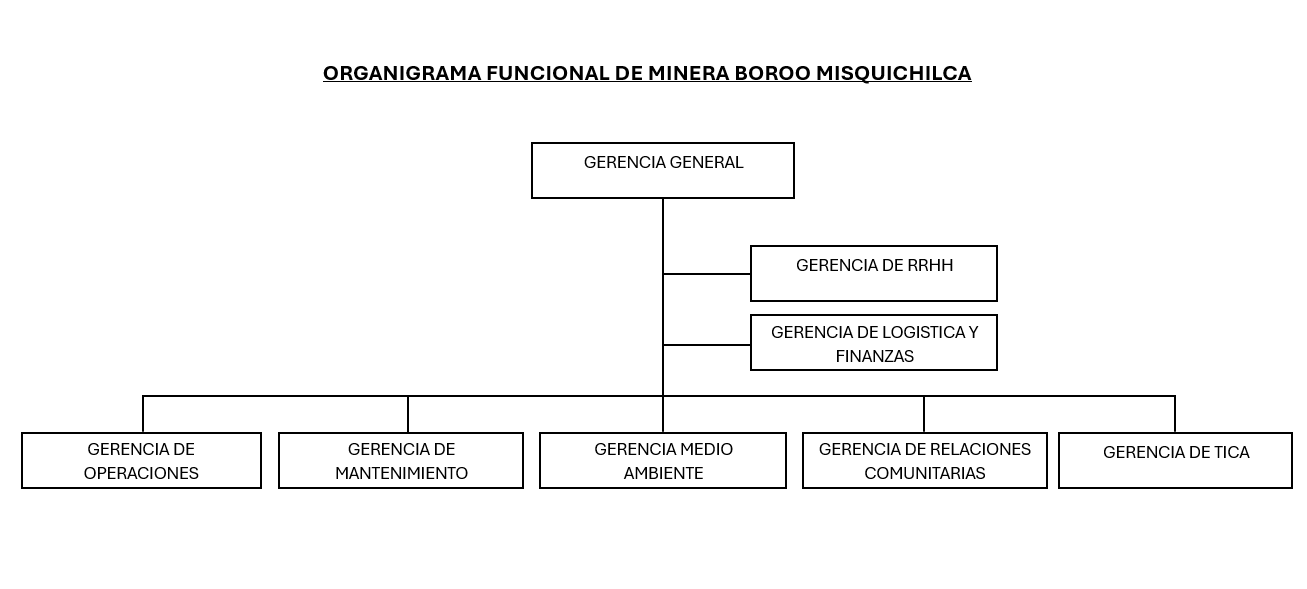 ORGANIGRAMA FUNCIONAL DE MINERA BOROO MISQUICHILCA
GERENCIA GENERAL
GERENCIA DE RRHH
GERENCIA DE LOGISTICA Y
FINANZAS
GERENCIA DE
OPERACIONES
GERENCIA DE
MANTENIMIENTO
GERENCIA MEDIO
AMBIENTE
GERENCIA DE RELACIONES
COMUNITARIAS
GERENCIA DE TICA